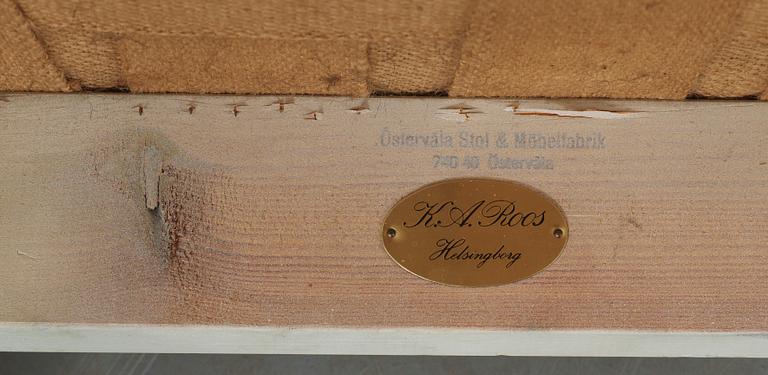 Östervåla Stol & Möbelfabrik
740 40 Östervåla
K.A. Roos
Helsingborg